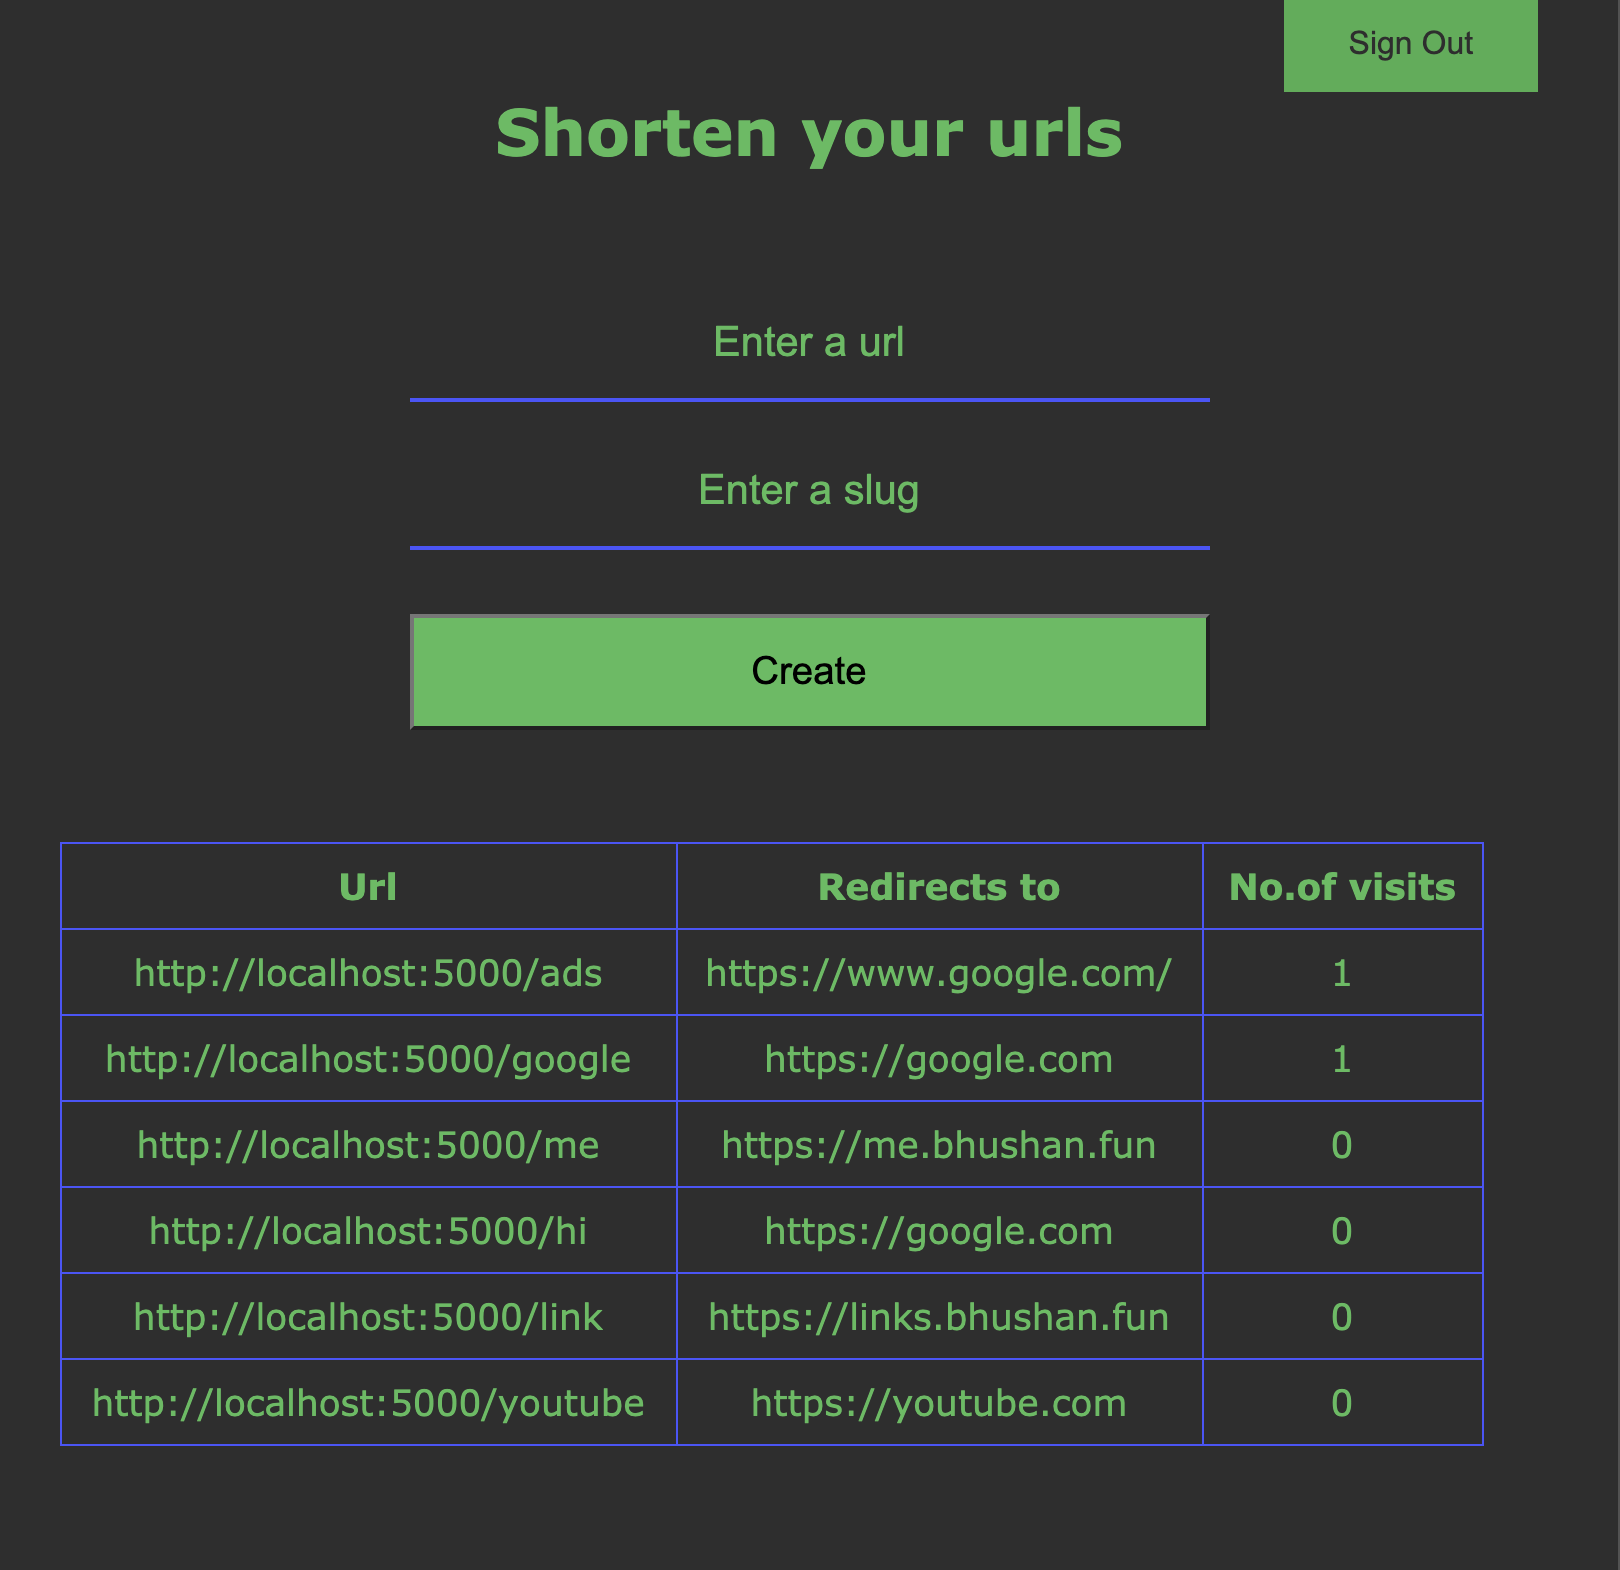 Sign Out
Shorten your urls
Enter a url
Enter a slug
Create
Url Redirects to No.of visits
http://localhost:5000/ads https://www.google.com/ 1
http://localhost:5000/google https://google.com 1
http://localhost:5000/me https://me.bhushan.fun 0
http://localhost:5000/hi https://google.com 0
http://localhost:5000/link https://links.bhushan.fun 0
http://localhost:5000/youtube https://youtube.com 0